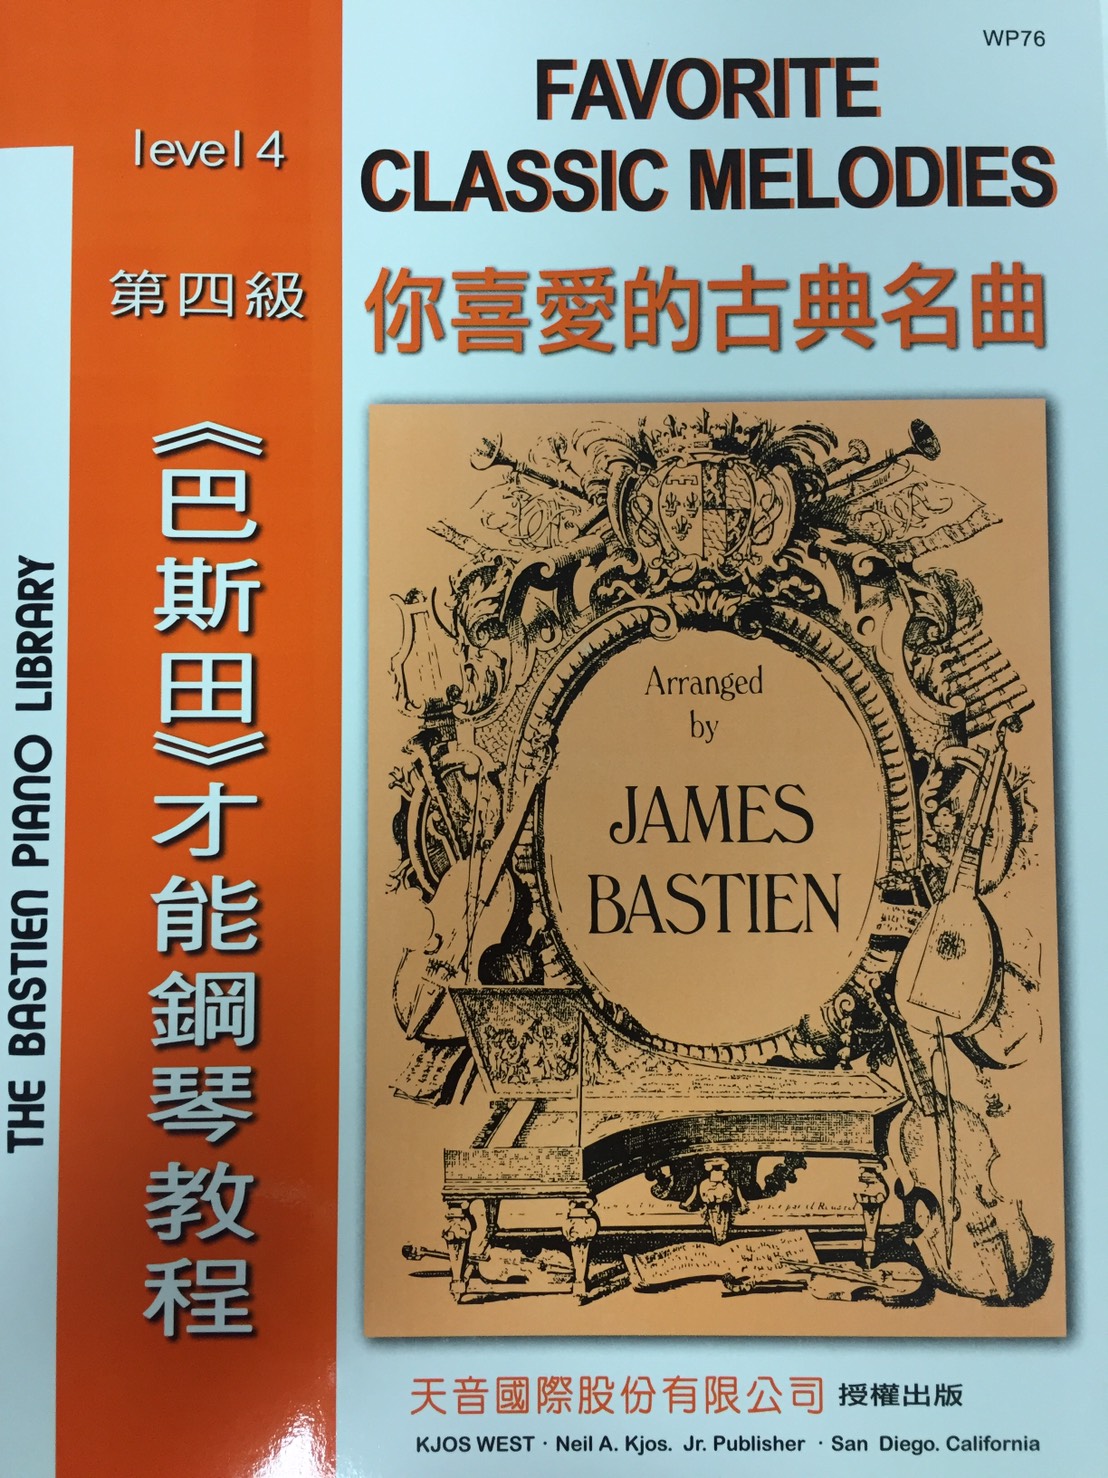 WP76
FAVORITE
CLASSIC MELODIES
你喜愛的古典名曲
level 4
第四級
《巴斯田》才能鋼琴教程
THE BASTIEN PIANO LIBRARY
Arranged
by
JAMES
BASTIEN
天音國際股份有限公司 授權出版
KJOS WEST · Neil A. Kjos. Jr. Publisher · San Diego. California